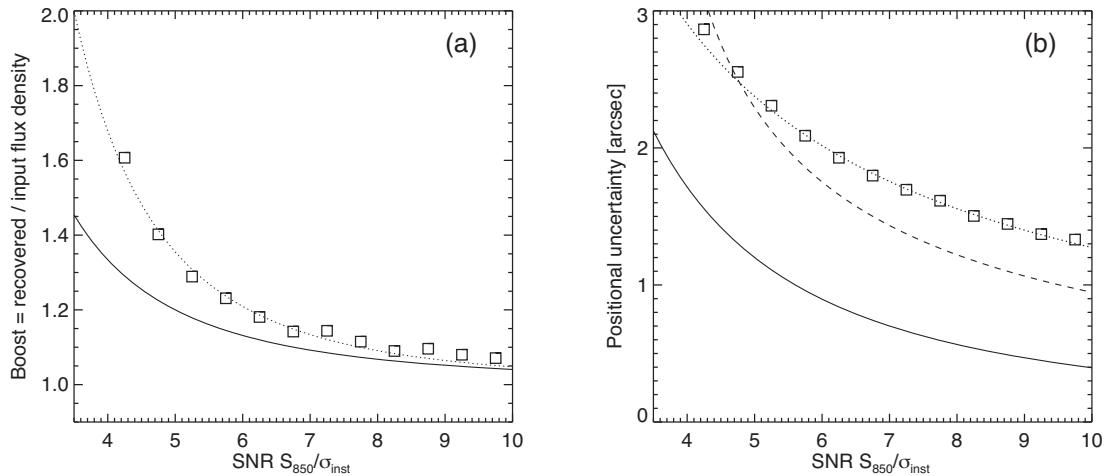 (a)
Boost = recovered / input flux density
2.0
1.8
1.6
1.4
1.2
1.0
4 5 6 7 8 9 10
SNR S₈₅₀/σᵢₙₛₜ
(b)
Positional uncertainty [arcsec]
3
2
1
0
4 5 6 7 8 9 10
SNR S₈₅₀/σᵢₙₛₜ